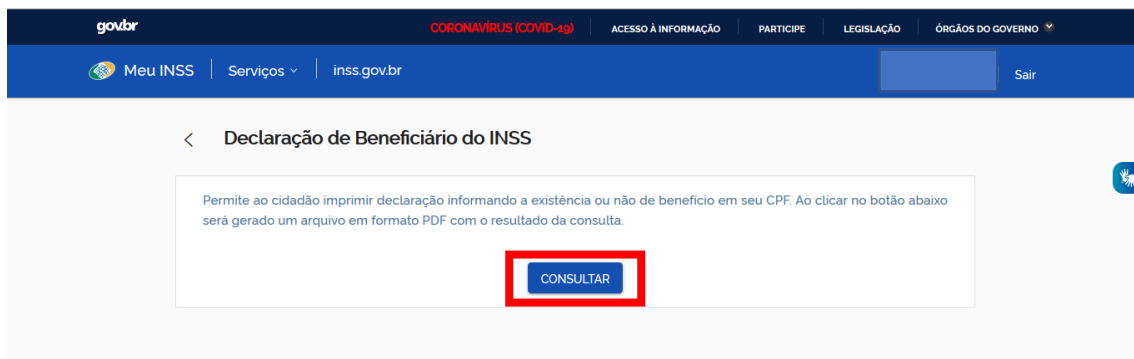 gov.br CORONAVÍRUS (COVID-19) ACESSO À INFORMAÇÃO PARTICIPE LEGISLAÇÃO ÓRGÃOS DO GOVERNO
Meu INSS Serviços inss.gov.br Sair
< Declaração de Beneficiário do INSS
Permite ao cidadão imprimir declaração informando a existência ou não de benefício em seu CPF. Ao clicar no botão abaixo
será gerado um arquivo em formato PDF com o resultado da consulta.
CONSULTAR